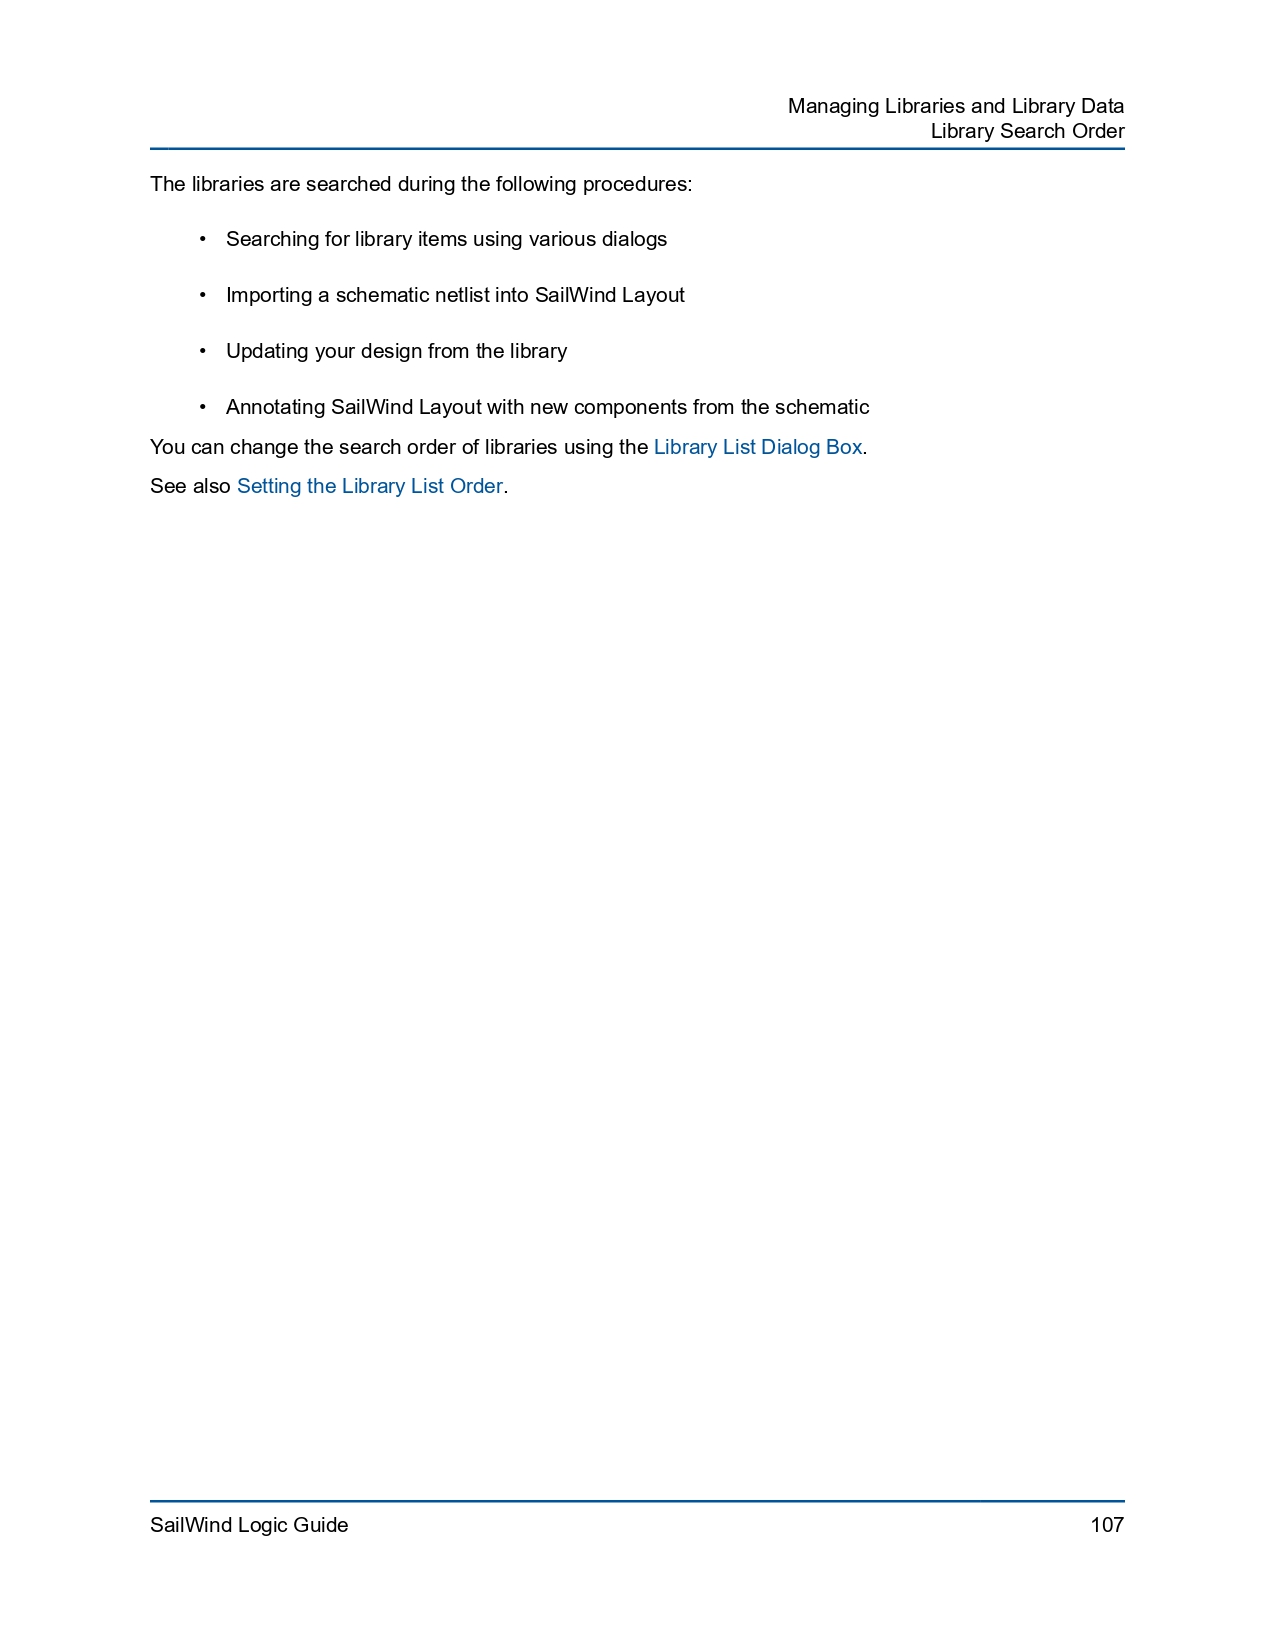 Managing Libraries and Library Data
Library Search Order
The libraries are searched during the following procedures:
• Searching for library items using various dialogs
• Importing a schematic netlist into SailWind Layout
• Updating your design from the library
• Annotating SailWind Layout with new components from the schematic
You can change the search order of libraries using the Library List Dialog Box.
See also Setting the Library List Order.
SailWind Logic Guide 107